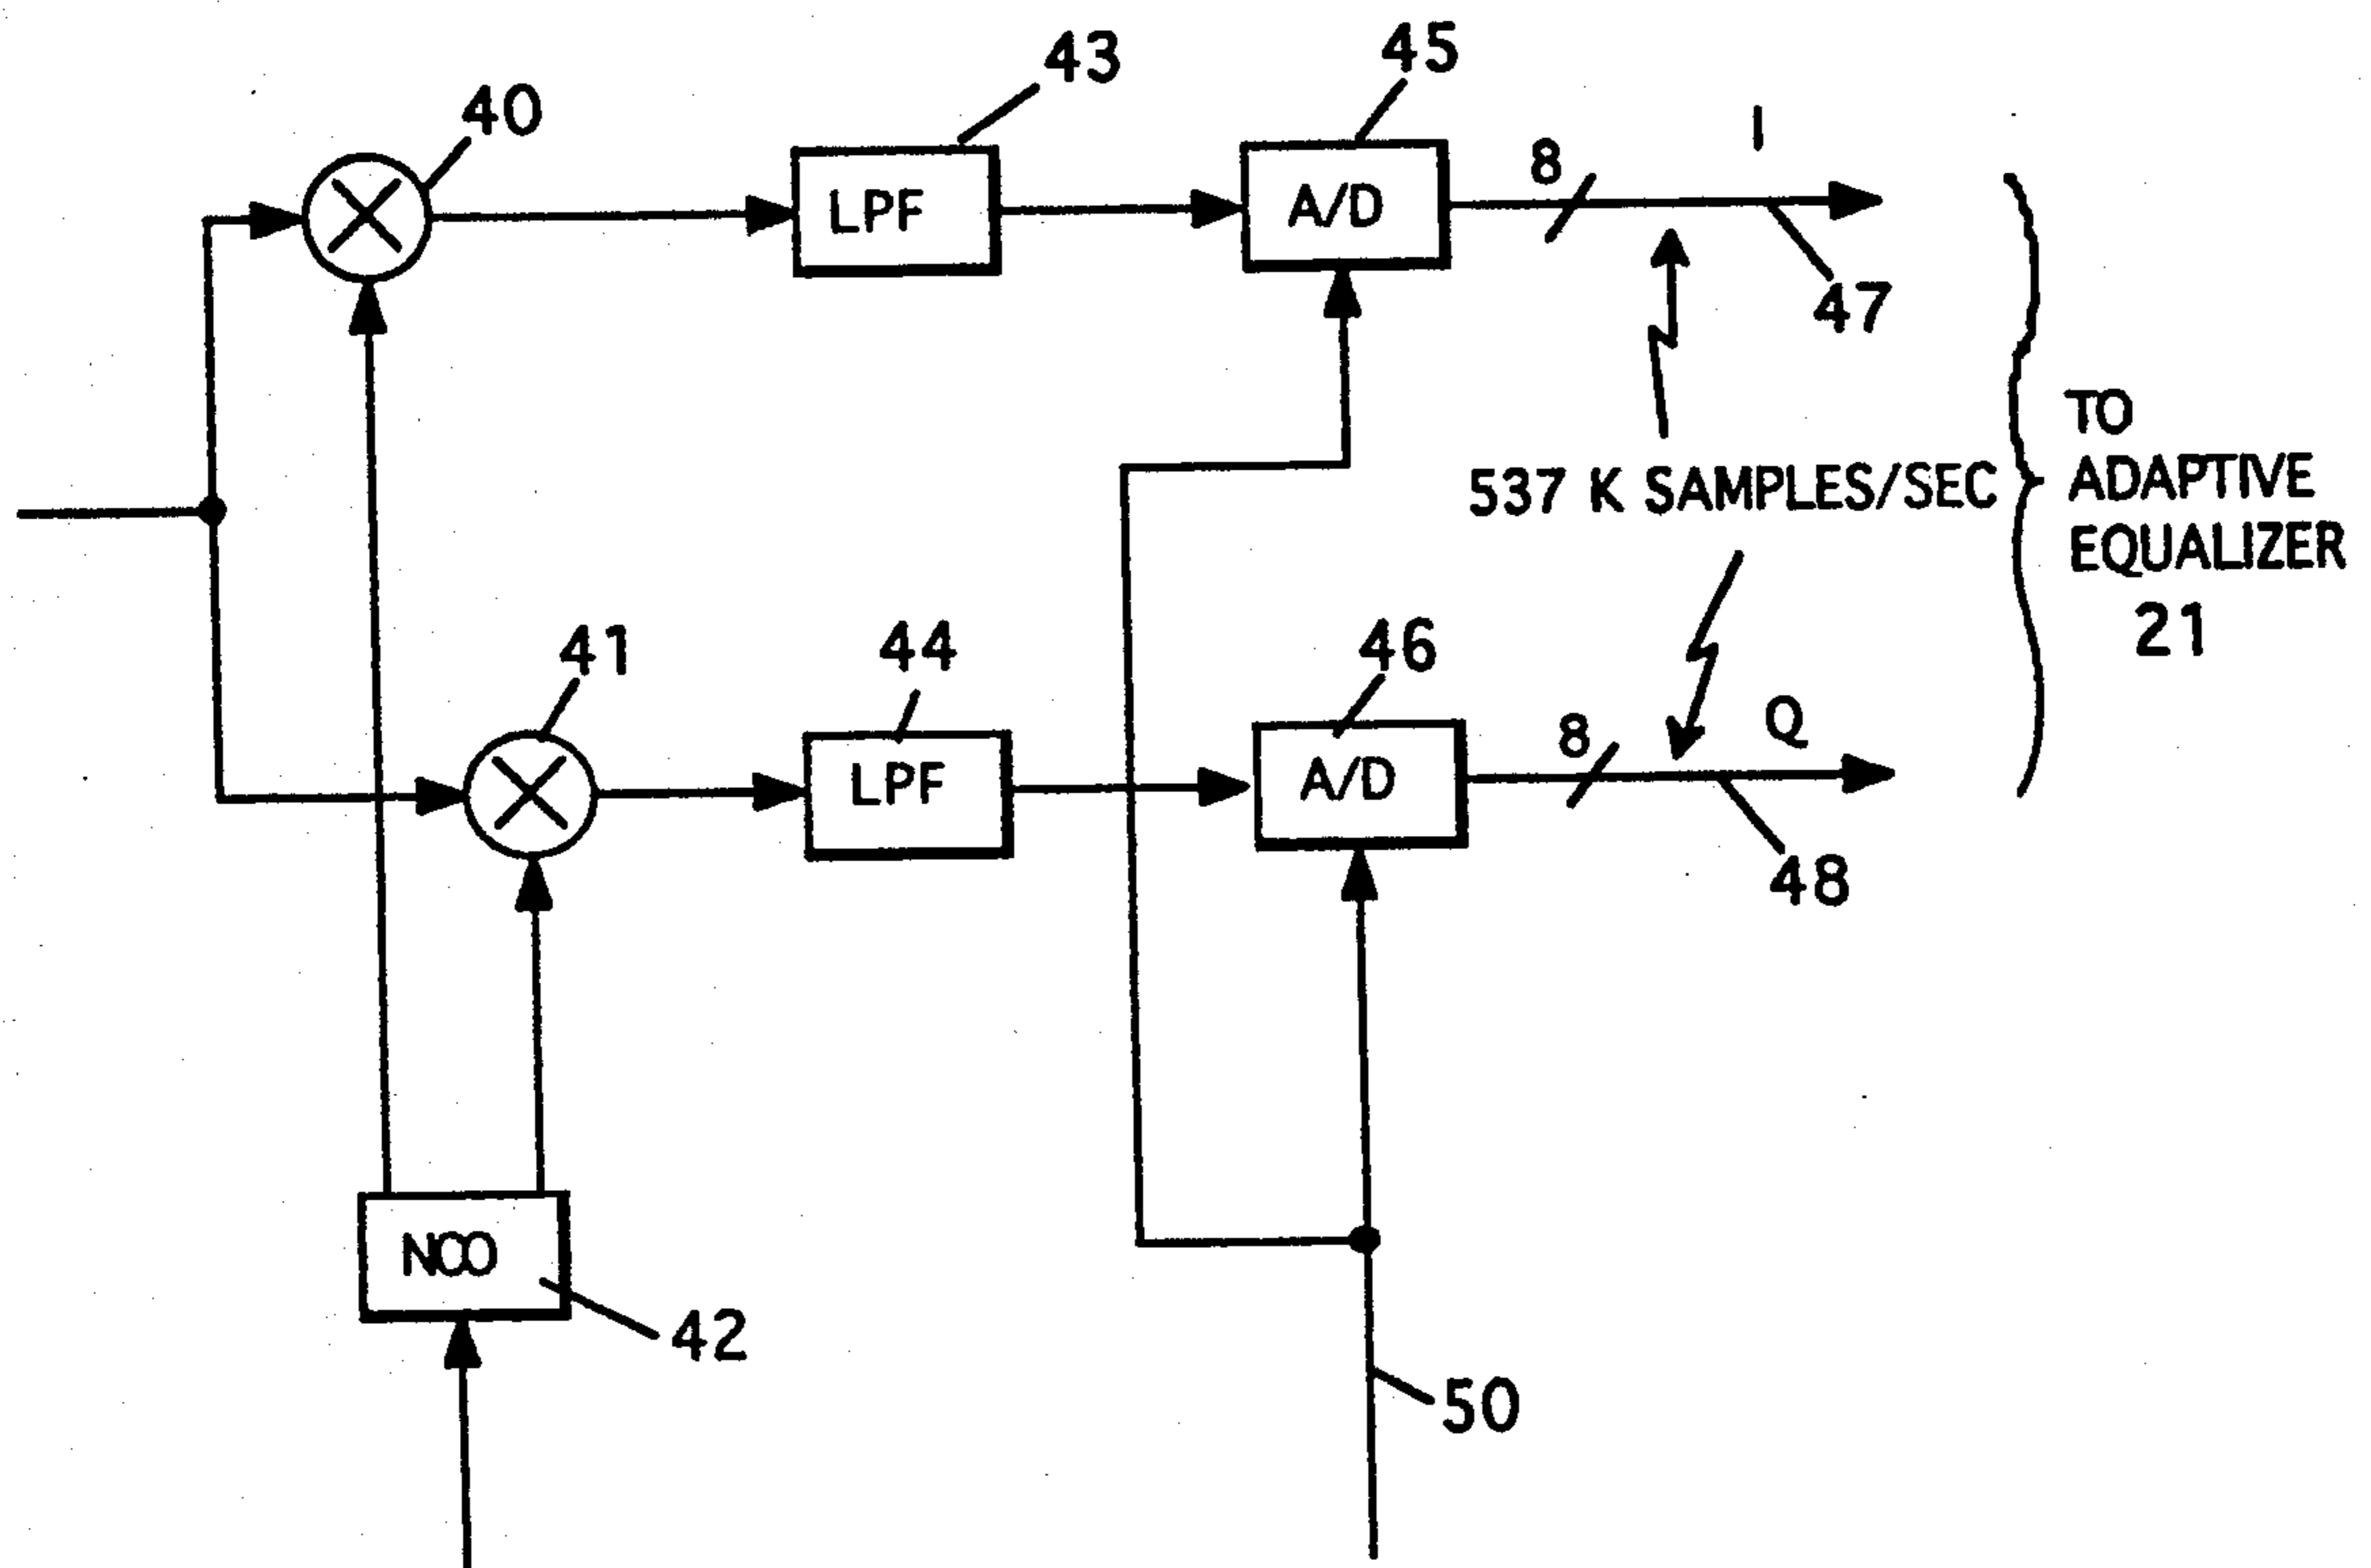 45
43
40
8
I
LPF
A/D
47
TO
ADAPTIVE
EQUALIZER
21
537 K SAMPLES/SEC
41
44
46
8
Q
LPF
A/D
48
NCO
42
50